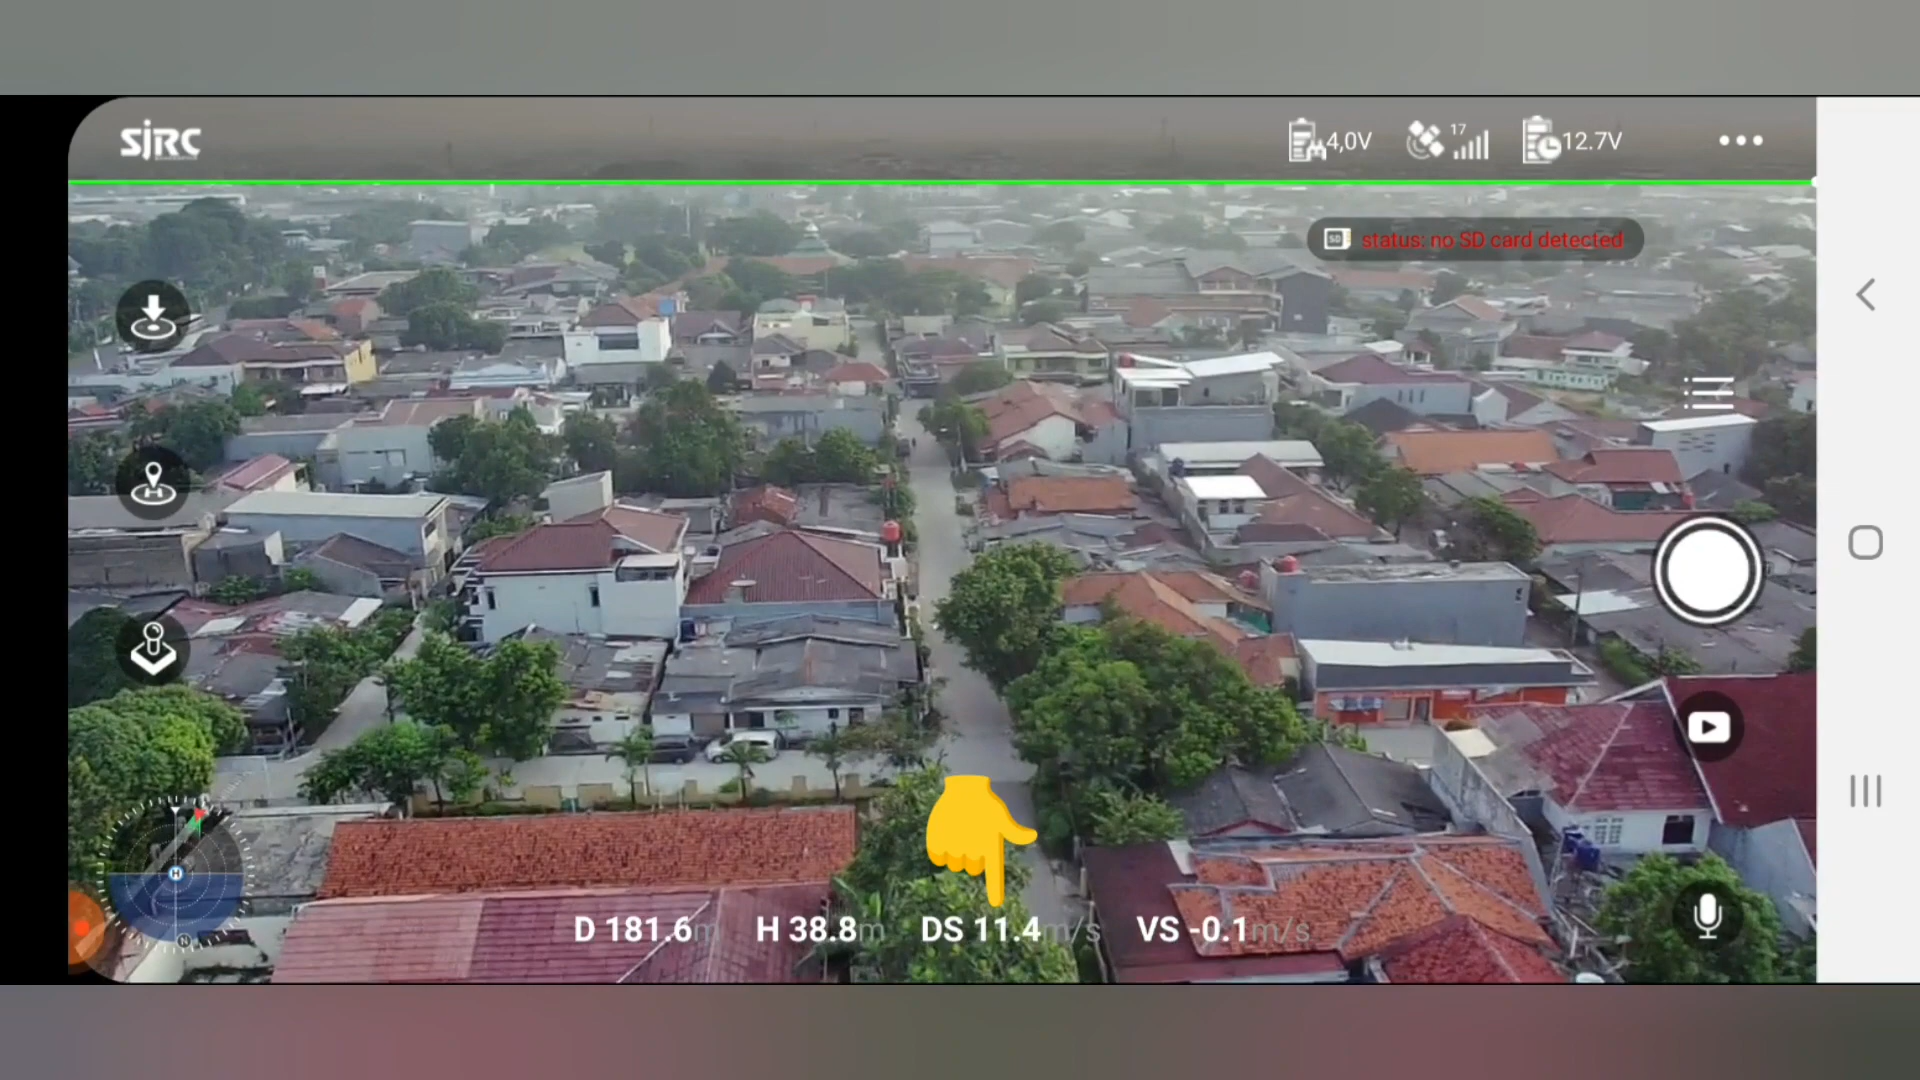 SJRC
4,0V
17
12.7V
SD status: no SD card detected
H
N
D 181.6m H 38.8m DS 11.4m/s VS -0.1m/s